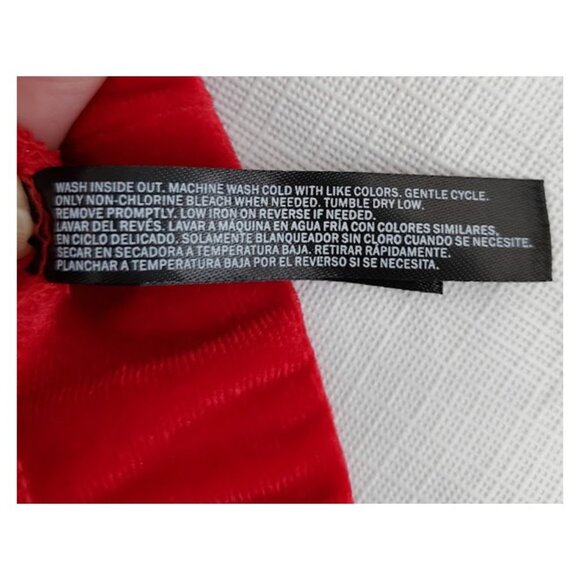 WASH INSIDE OUT. MACHINE WASH COLD WITH LIKE COLORS. GENTLE CYCLE.
ONLY NON-CHLORINE BLEACH WHEN NEEDED. TUMBLE DRY LOW,
REMOVE PROMPTLY. LOW IRON ON REVERSE IF NEEDED.
LAVAR DEL REVÉS. LAVAR A MÁQUINA EN AGUA FRÍA CON COLORES SIMILARES,
EN CICLO DELICADO. SOLAMENTE BLANQUEADOR SIN CLORO CUANDO SE NECESITE.
SECAR EN SECADORA A TEMPERATURA BAJA. RETIRAR RÁPIDAMENTE.
PLANCHAR A TEMPERATURA BAJA POR EL REVERSO SI SE NECESITA.